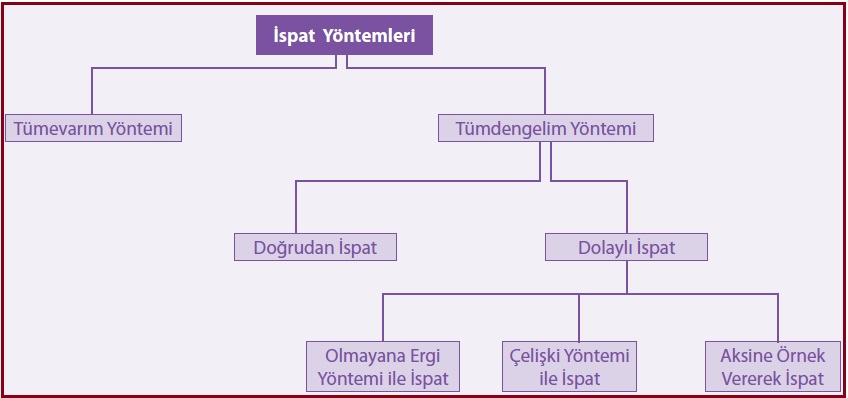 İspat Yöntemleri
Tümevarım Yöntemi
Tümdengelim Yöntemi
Doğrudan İspat
Dolaylı İspat
Olmayana Ergi
Yöntemi ile İspat
Çelişki Yöntemi
ile İspat
Aksine Örnek
Vererek İspat